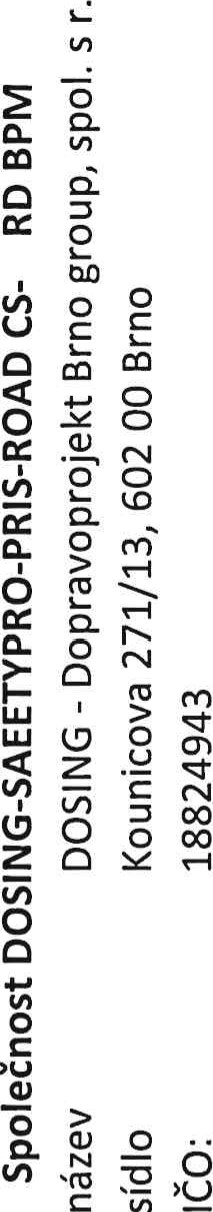 Společnost DOSING-SAEETYPRO-PRIS-ROAD CS- RD BPM
název DOSING - Dopravoprojekt Brno group, spol. s r.
sídlo Kounicova 271/13, 602 00 Brno
IČO: 18824943